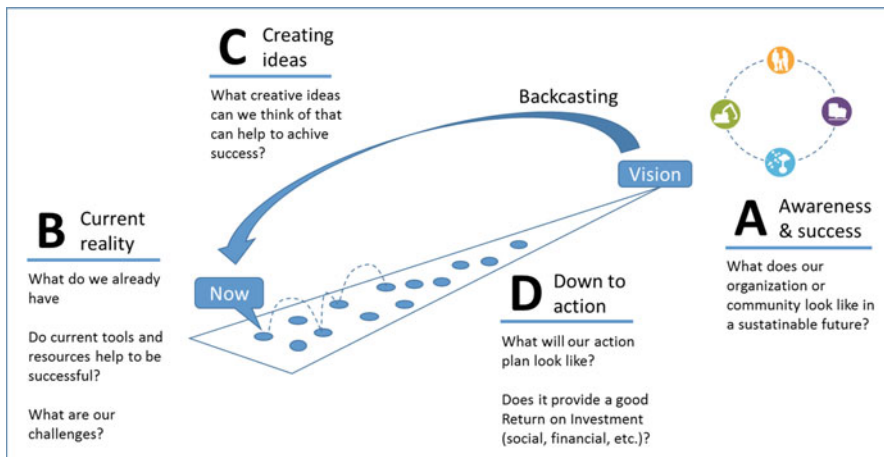 C Creating
ideas
What creative ideas
can we think of that
can help to achive
success?
Backcasting
Vision
A Awareness
& success
What does our
organization or
community look like in
a sustatinable future?
B Current
reality
What do we already
have
Do current tools and
resources help to be
successful?
What are our
challenges?
Now
D Down to
action
What will our action
plan look like?
Does it provide a good
Return on Investment
(social, financial, etc.)?